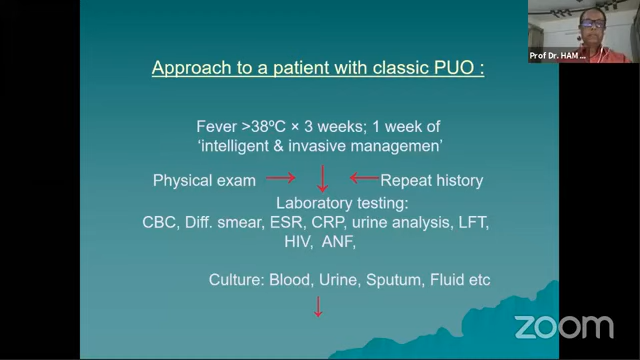 Prof Dr. HAM ...
Approach to a patient with classic PUO :
Fever >38ºC × 3 weeks; 1 week of
‘intelligent & invasive managemen’
Physical exam
Repeat history
Laboratory testing:
CBC, Diff. smear, ESR, CRP, urine analysis, LFT,
HIV, ANF,
Culture: Blood, Urine, Sputum, Fluid etc
zoom